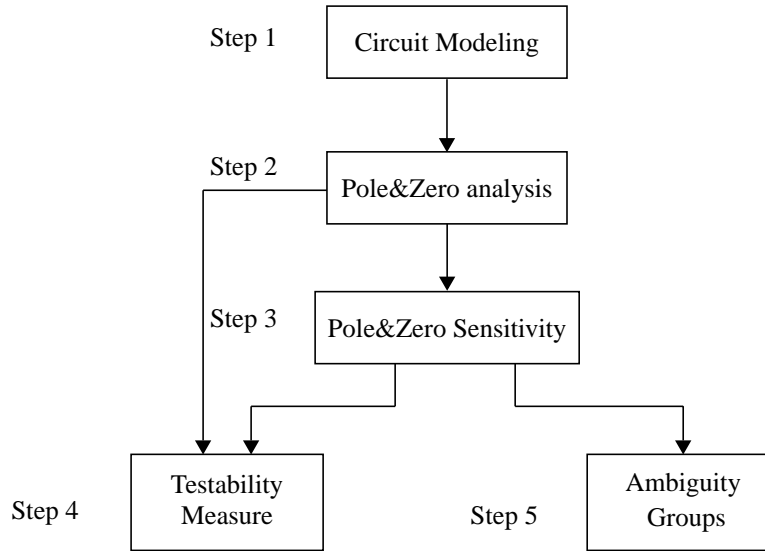 Step 1
Circuit Modeling
Step 2
Pole&Zero analysis
Step 3
Pole&Zero Sensitivity
Step 4
Testability
Measure
Step 5
Ambiguity
Groups